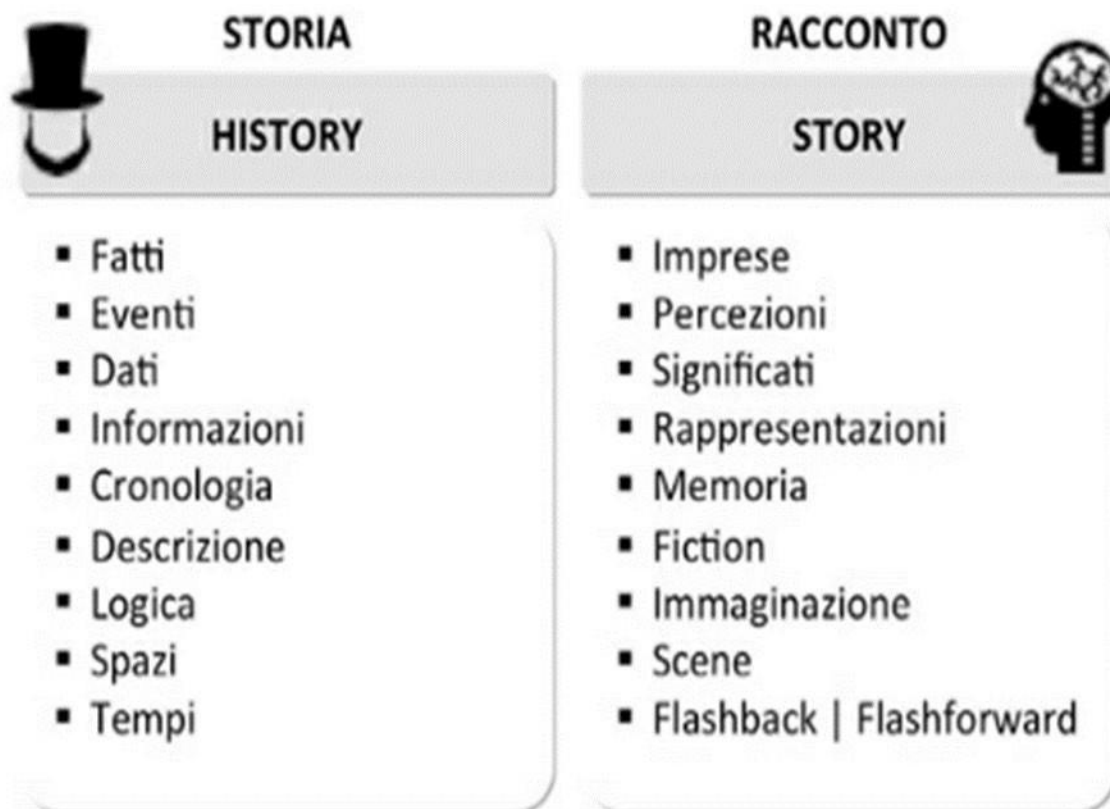 STORIA
HISTORY
▪ Fatti
▪ Eventi
▪ Dati
▪ Informazioni
▪ Cronologia
▪ Descrizione
▪ Logica
▪ Spazi
▪ Tempi
RACCONTO
STORY
▪ Imprese
▪ Percezioni
▪ Significati
▪ Rappresentazioni
▪ Memoria
▪ Fiction
▪ Immaginazione
▪ Scene
▪ Flashback | Flashforward